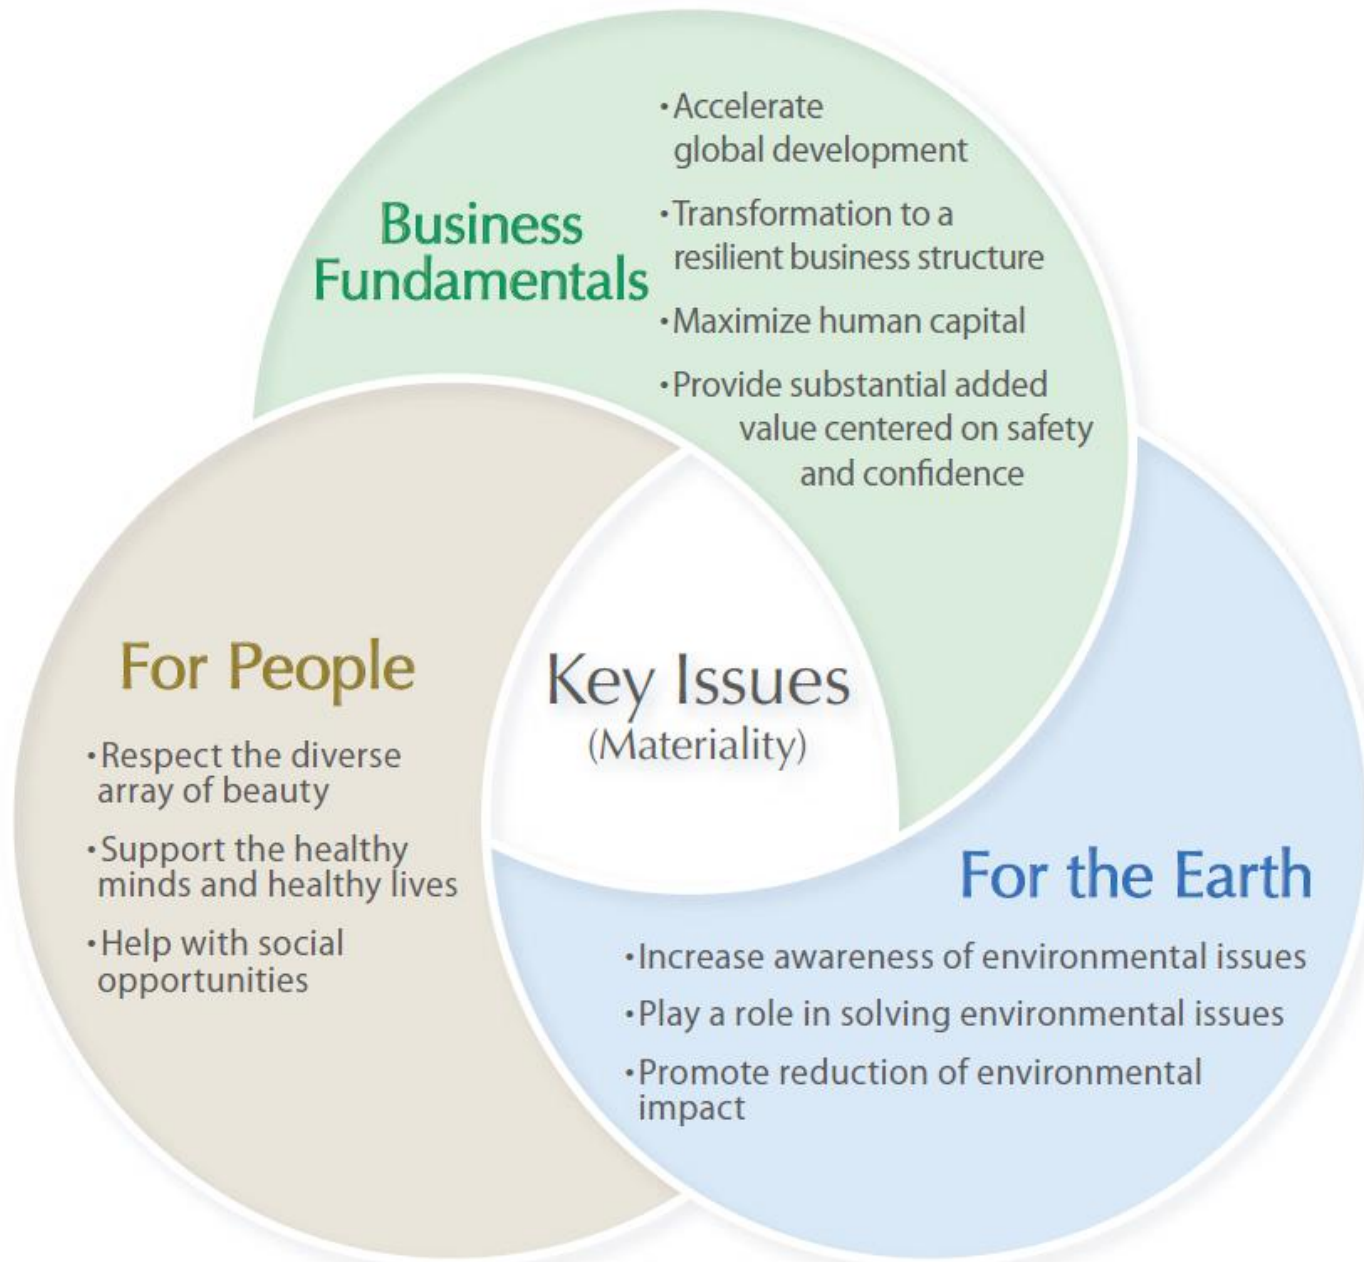 Business
Fundamentals
・Accelerate
global development
・Transformation to a
resilient business structure
・Maximize human capital
・Provide substantial added
value centered on safety
and confidence
For People
・Respect the diverse
array of beauty
・Support the healthy
minds and healthy lives
・Help with social
opportunities
Key Issues
(Materiality)
For the Earth
・Increase awareness of environmental issues
・Play a role in solving environmental issues
・Promote reduction of environmental
impact